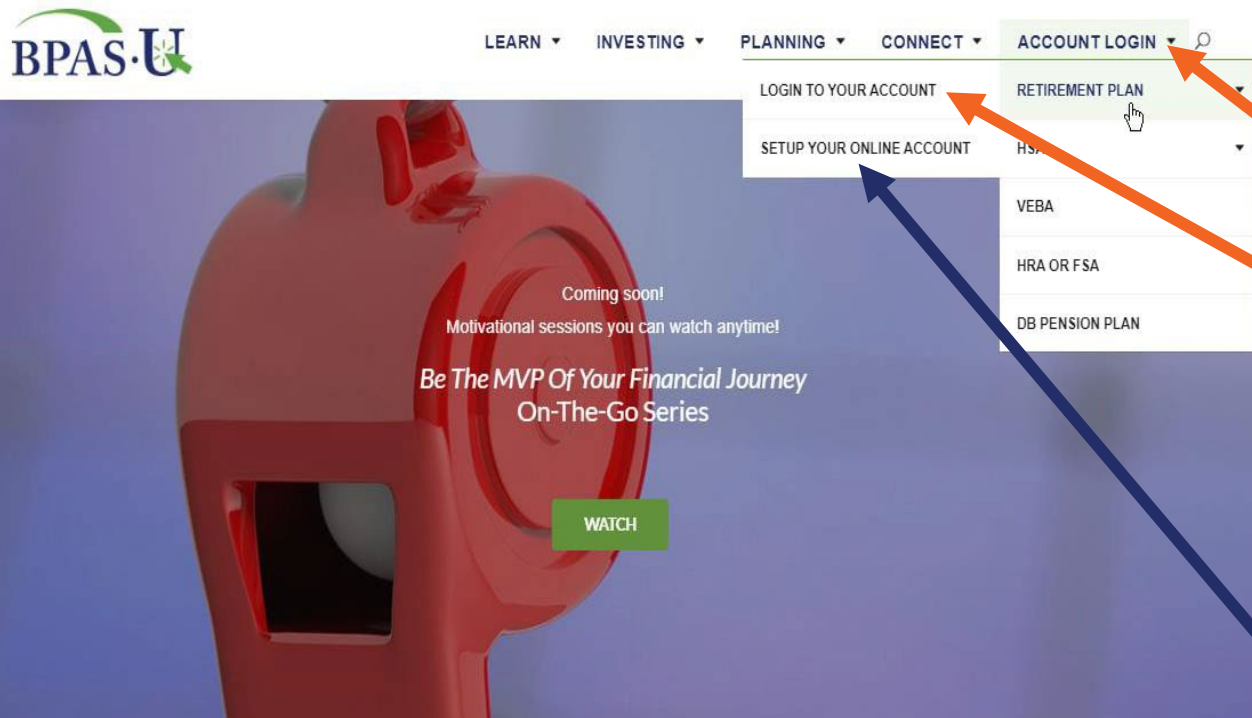 BPAS·U
LEARN INVESTING PLANNING CONNECT ACCOUNT LOGIN
LOGIN TO YOUR ACCOUNT RETIREMENT PLAN
SETUP YOUR ONLINE ACCOUNT
VEBA
HRA OR FSA
DB PENSION PLAN
Coming soon!
Motivational sessions you can watch anytime!
Be The MVP Of Your Financial Journey
On-The-Go Series
WATCH